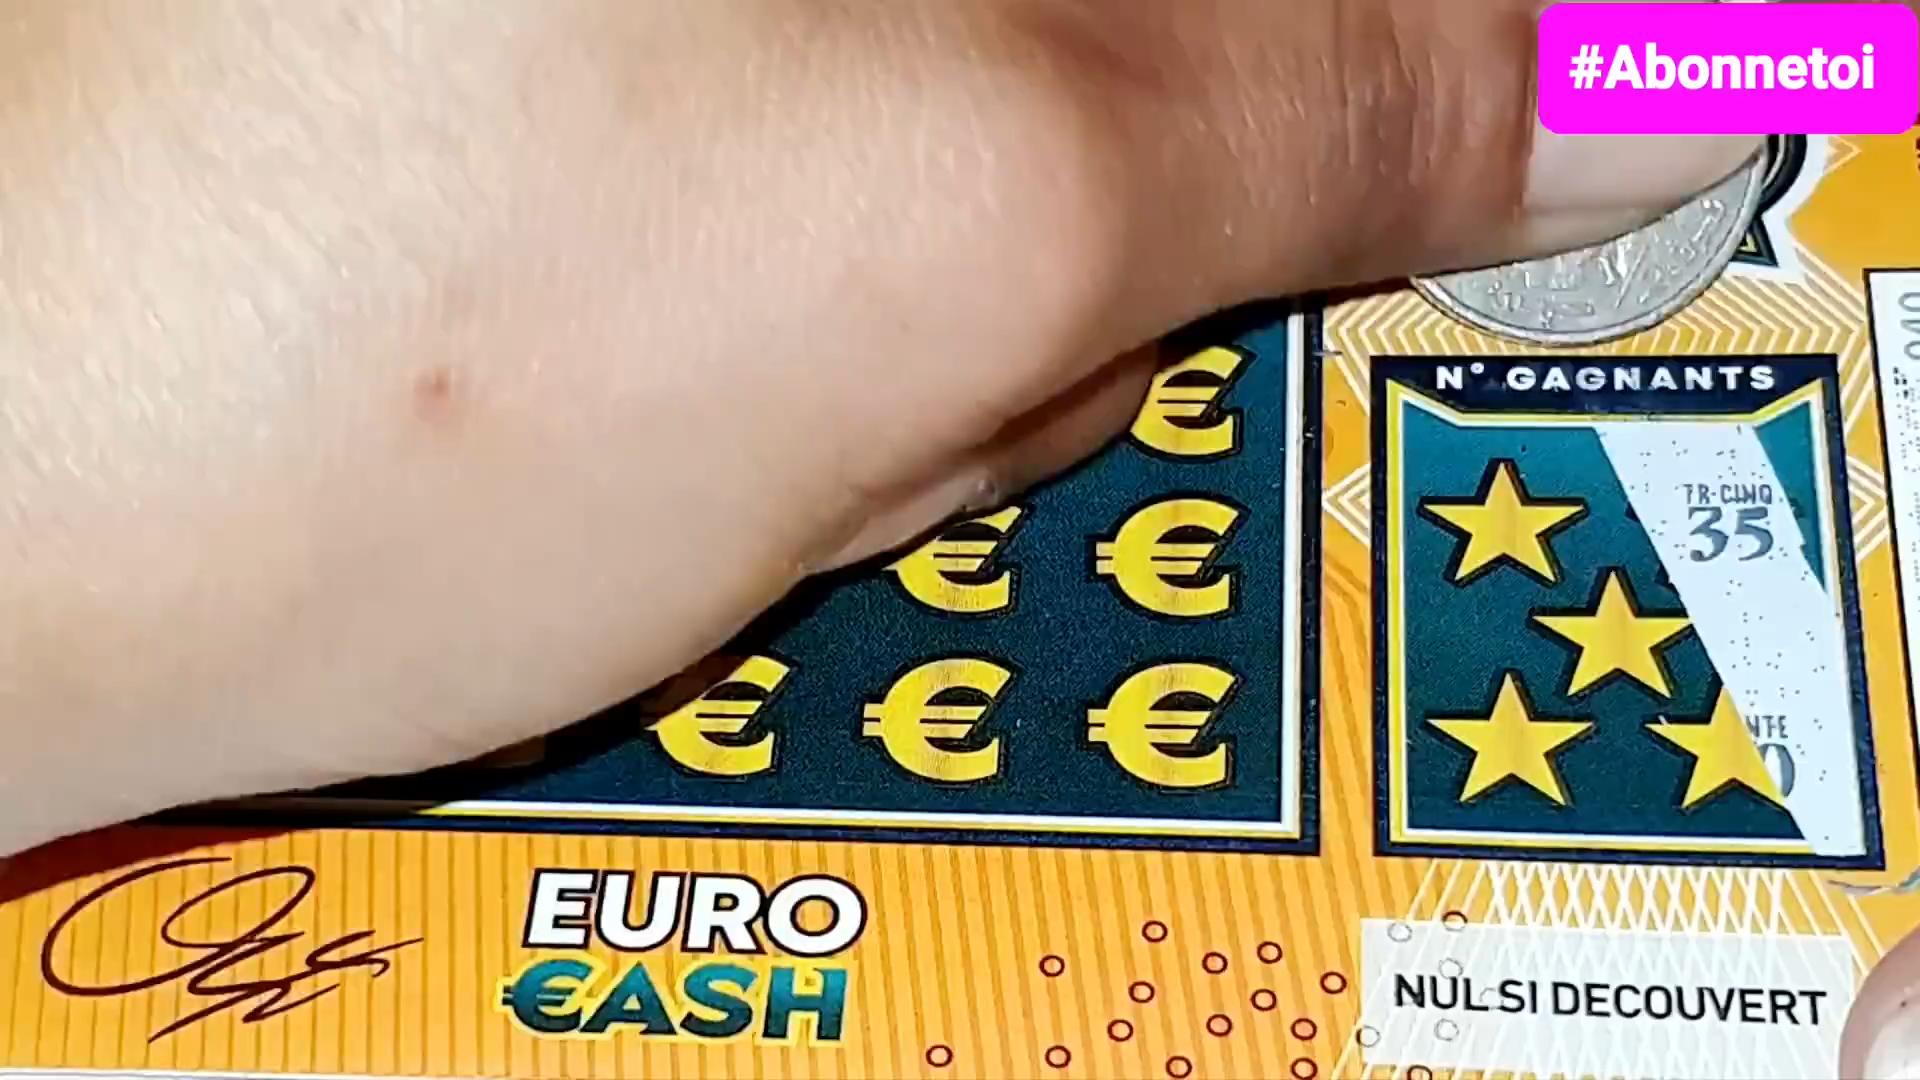 #Abonnetoi
N° GAGNANTS
TR-CINQ
35
EURO
€ASH
NUL SI DECOUVERT